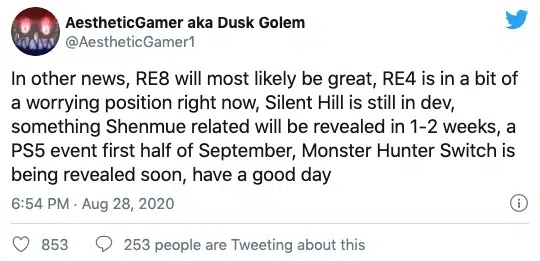 AestheticGamer aka Dusk Golem
@AestheticGamer1
In other news, RE8 will most likely be great, RE4 is in a bit of
a worrying position right now, Silent Hill is still in dev,
something Shenmue related will be revealed in 1-2 weeks, a
PS5 event first half of September, Monster Hunter Switch is
being revealed soon, have a good day
6:54 PM · Aug 28, 2020
853 253 people are Tweeting about this